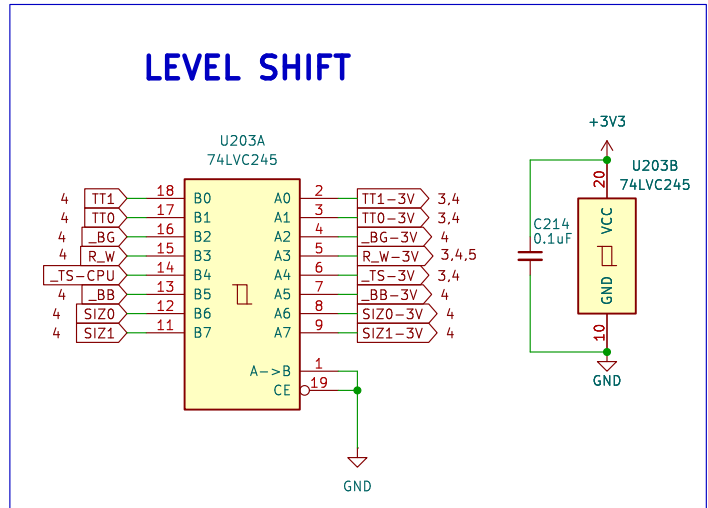 LEVEL SHIFT
+3V3
U203A
74LVC245
U203B
74LVC245
4 TT1 18 B0 A0 2 TT1-3V 3,4
4 TT0 17 B1 A1 3 TT0-3V 3,4
4 _BG 16 B2 A2 4 _BG-3V 4
4 R_W 15 B3 A3 5 R_W-3V 3,4,5
_TS-CPU 14 B4 A4 6 _TS-3V 3,4
4 _BB 13 B5 A5 7 _BB-3V 4
4 SIZ0 12 B6 A6 8 SIZ0-3V 4
4 SIZ1 11 B7 A7 9 SIZ1-3V 4
A->B 1
CE 19
GND
20
VCC
C214
0.1uF
GND
10
GND